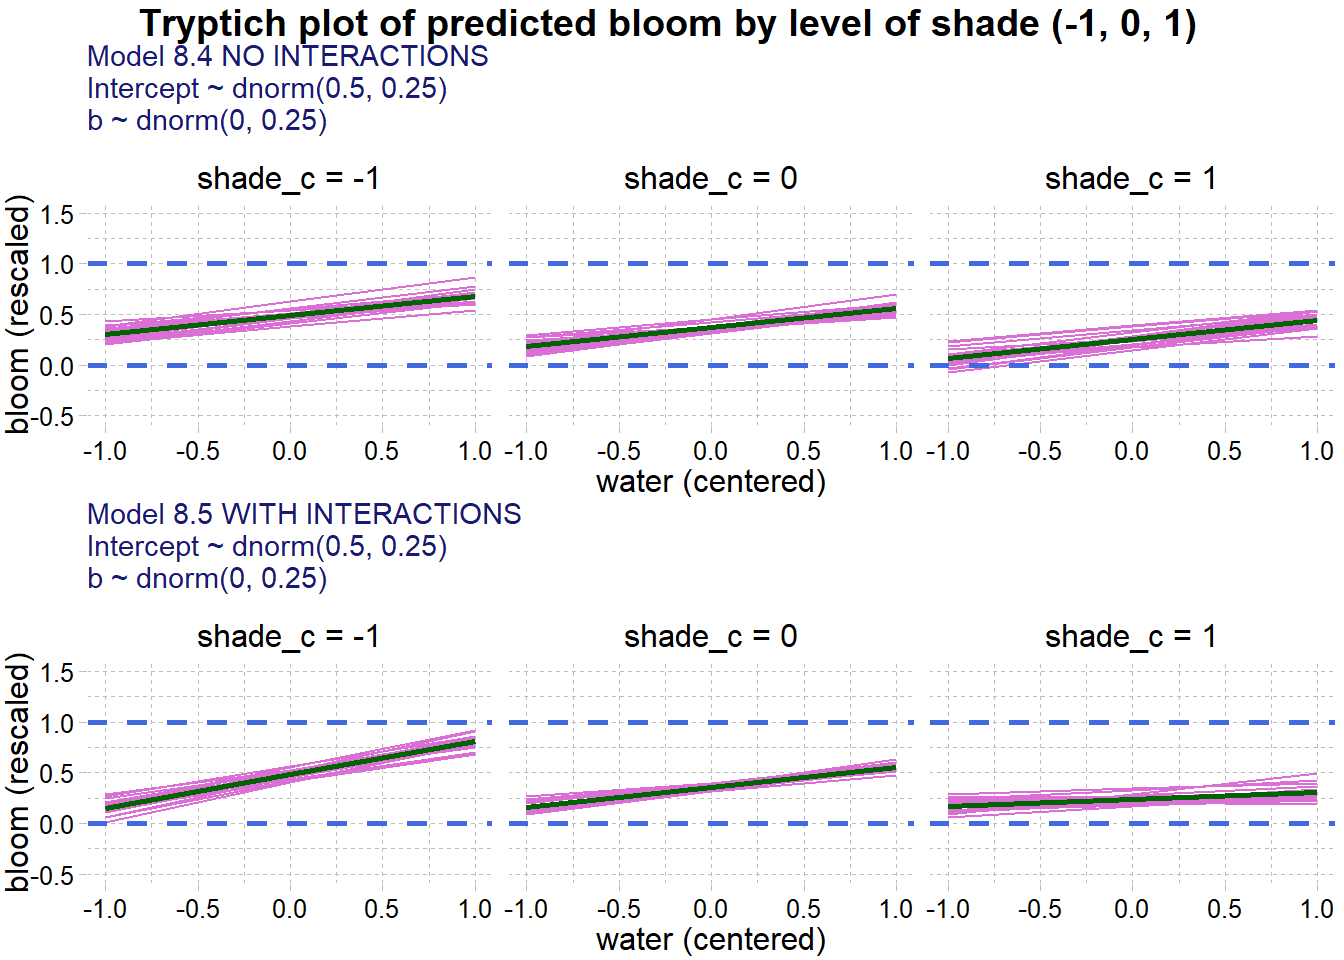 Tryptich plot of predicted bloom by level of shade (-1, 0, 1)
Model 8.4 NO INTERACTIONS
Intercept ~ dnorm(0.5, 0.25)
b ~ dnorm(0, 0.25)
shade_c = -1
shade_c = 0
shade_c = 1
bloom (rescaled)
1.5
1.0
0.5
0.0
-0.5
-1.0 -0.5 0.0 0.5 1.0
-1.0 -0.5 0.0 0.5 1.0
-1.0 -0.5 0.0 0.5 1.0
water (centered)
Model 8.5 WITH INTERACTIONS
Intercept ~ dnorm(0.5, 0.25)
b ~ dnorm(0, 0.25)
shade_c = -1
shade_c = 0
shade_c = 1
bloom (rescaled)
1.5
1.0
0.5
0.0
-0.5
-1.0 -0.5 0.0 0.5 1.0
-1.0 -0.5 0.0 0.5 1.0
-1.0 -0.5 0.0 0.5 1.0
water (centered)